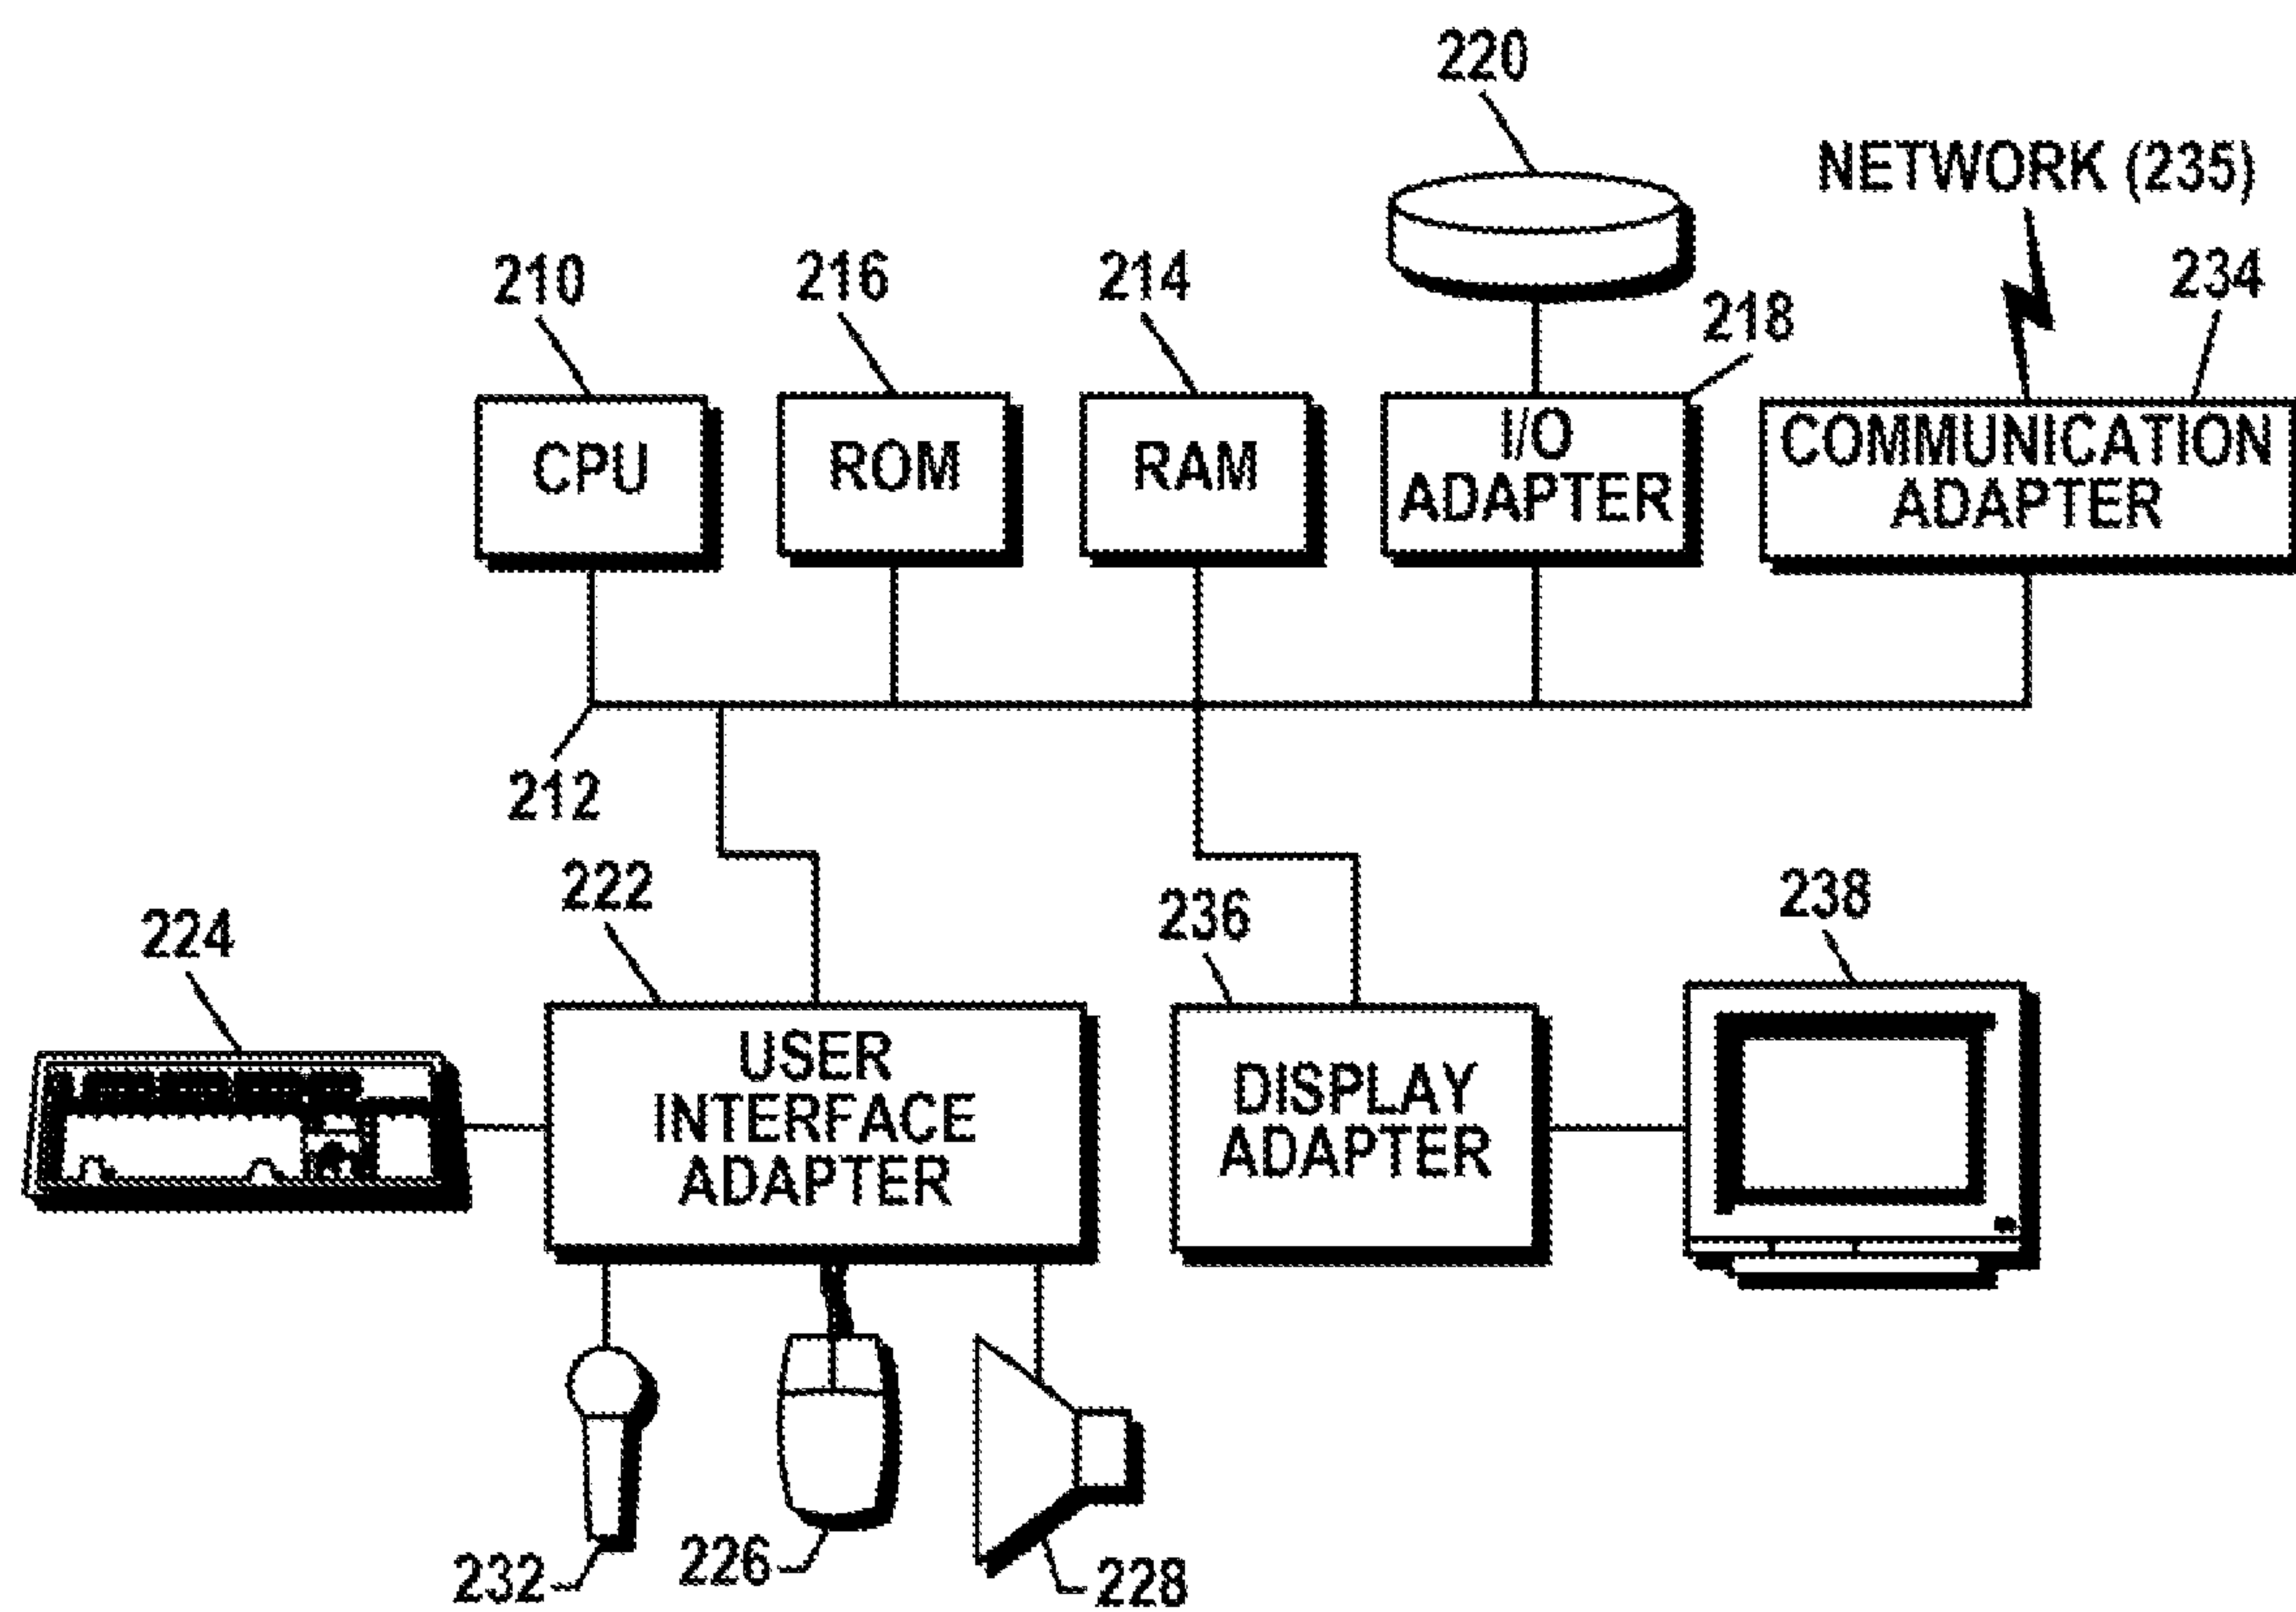 220
NETWORK (235)
210
216
214
218
234
CPU
ROM
RAM
I/O
ADAPTER
COMMUNICATION
ADAPTER
212
222
224
236
238
USER
INTERFACE
ADAPTER
DISPLAY
ADAPTER
232
226
228